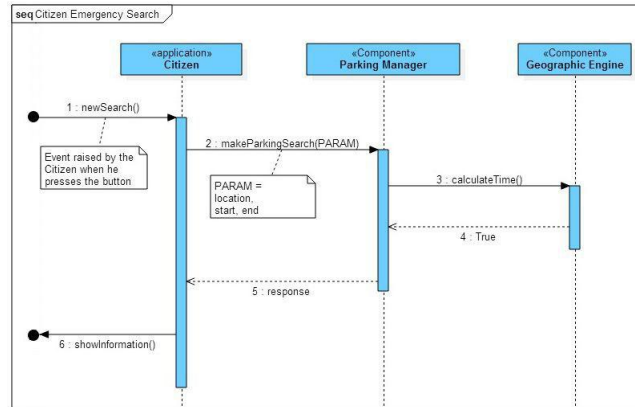 seq Citizen Emergency Search
«application»
Citizen
«Component»
Parking Manager
«Component»
Geographic Engine
1 : newSearch()
Event raised by the
Citizen when he
presses the button
2 : makeParkingSearch(PARAM)
PARAM =
location,
start, end
3 : calculateTime()
4 : True
5 : response
6 : showInformation()